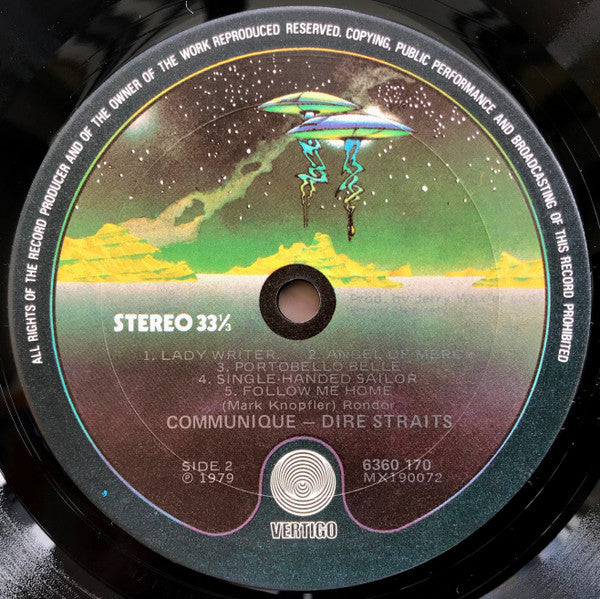 ALL RIGHTS OF THE RECORD PRODUCER AND OF THE OWNER OF THE WORK REPRODUCED RESERVED. COPYING, PUBLIC PERFORMANCE AND BROADCASTING OF THIS RECORD PROHIBITED
Prod. by Jerry
STEREO 33⅓
1. LADY WRITER 2. ANGEL OF MERCY
3. PORTOBELLO BELLE
4. SINGLE-HANDED SAILOR
5. FOLLOW ME HOME
(Mark Knopfler) Rondor
COMMUNIQUE – DIRE STRAITS
SIDE 2
℗ 1979
6360 170
MX190072
VERTIGO